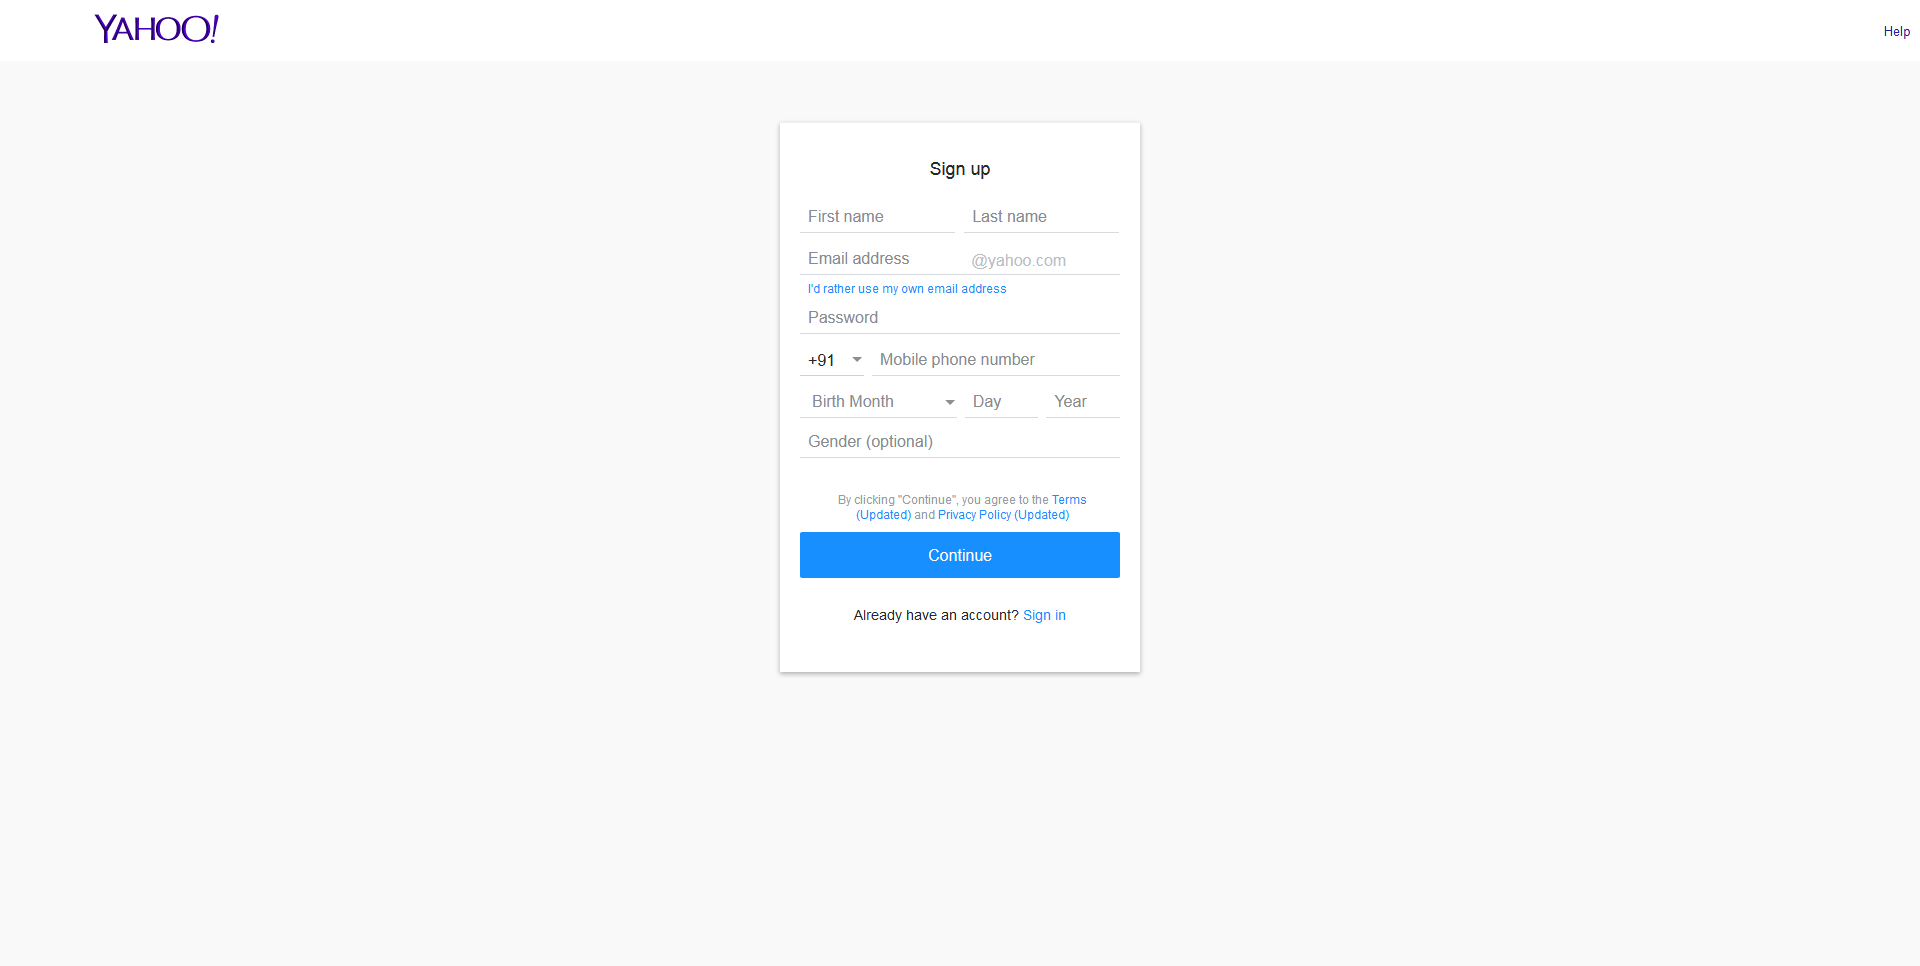 YAHOO!
Help
Sign up
First name Last name
Email address @yahoo.com
I'd rather use my own email address
Password
+91 Mobile phone number
Birth Month Day Year
Gender (optional)
By clicking "Continue", you agree to the Terms
(Updated) and Privacy Policy (Updated)
Continue
Already have an account? Sign in